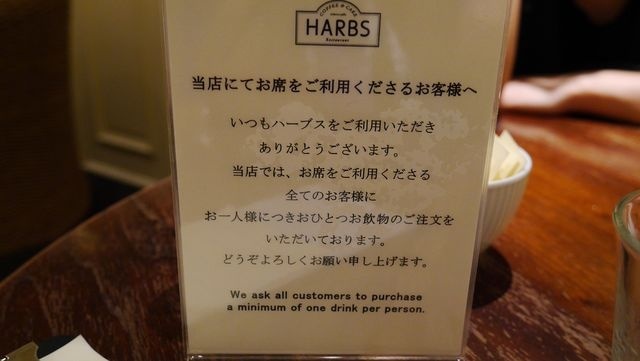 COFFEE & CAKE
HARBS
Restaurant
当店にてお席をご利用くださるお客様へ
いつもハーブスをご利用いただき
ありがとうございます。
当店では、お席をご利用くださる
全てのお客様に
お一人様につきおひとつお飲物のご注文を
いただいております。
どうぞよろしくお願い申し上げます。
We ask all customers to purchase
a minimum of one drink per person.